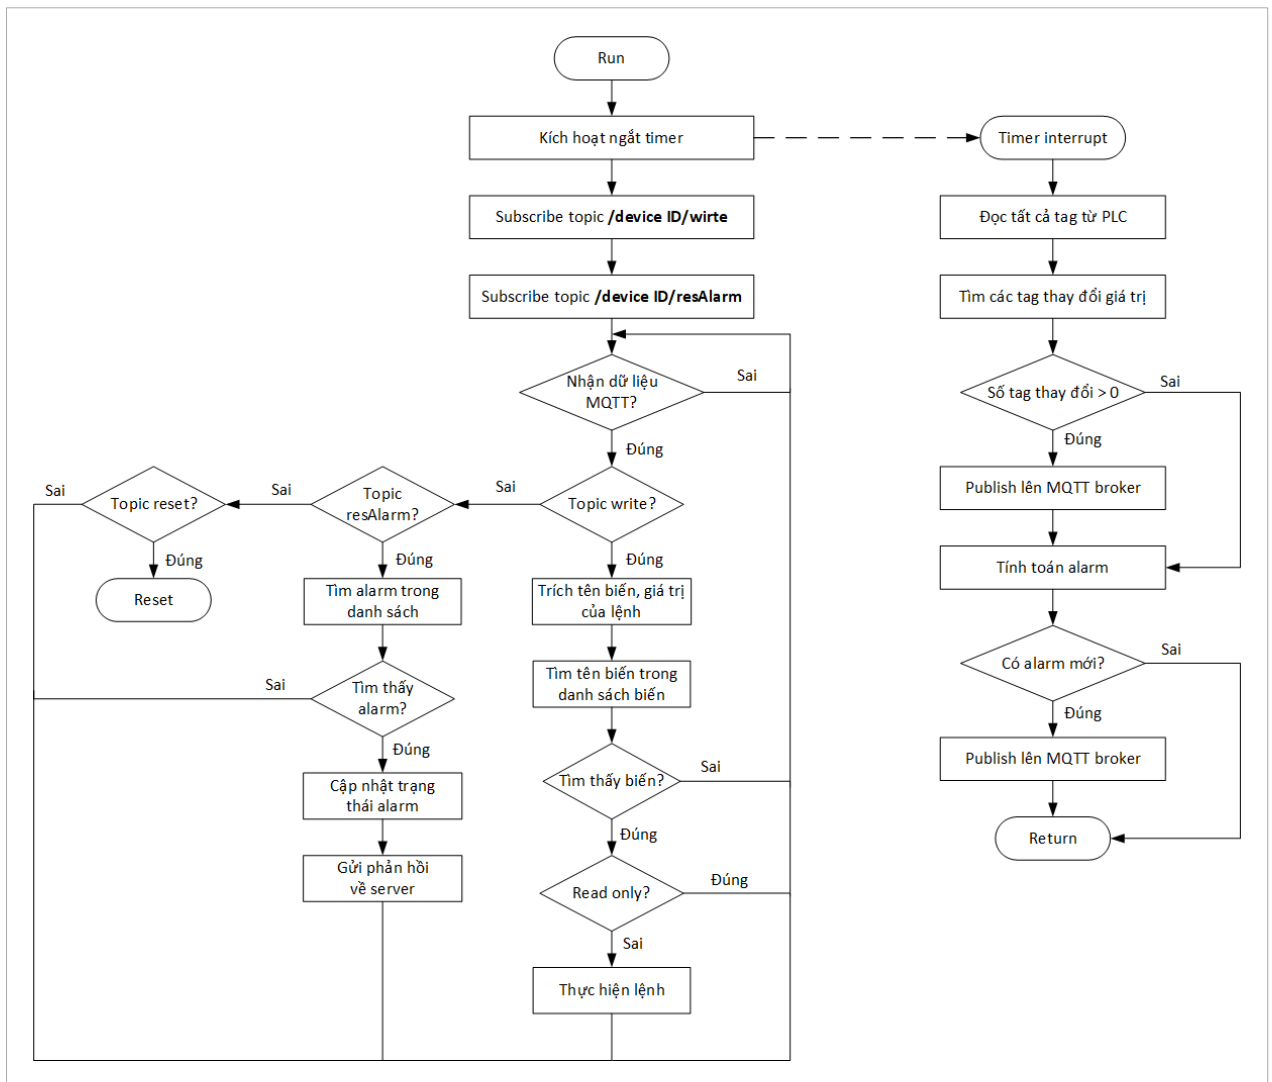 Run
Kích hoạt ngắt timer
Timer interrupt
Subscribe topic /device ID/wirte
Đọc tất cả tag từ PLC
Subscribe topic /device ID/resAlarm
Tìm các tag thay đổi giá trị
Nhận dữ liệu
MQTT?
Sai
Số tag thay đổi > 0
Sai
Đúng
Đúng
Sai
Topic reset?
Sai
Topic
resAlarm?
Sai
Topic write?
Publish lên MQTT broker
Đúng
Đúng
Đúng
Reset
Tìm alarm trong
danh sách
Trích tên biến, giá trị
của lệnh
Tính toán alarm
Sai
Tìm thấy
alarm?
Tìm tên biến trong
danh sách biến
Có alarm mới?
Sai
Đúng
Đúng
Cập nhật trạng
thái alarm
Tìm thấy biến?
Sai
Publish lên MQTT broker
Đúng
Return
Gửi phản hồi
về server
Read only?
Đúng
Sai
Thực hiện lệnh